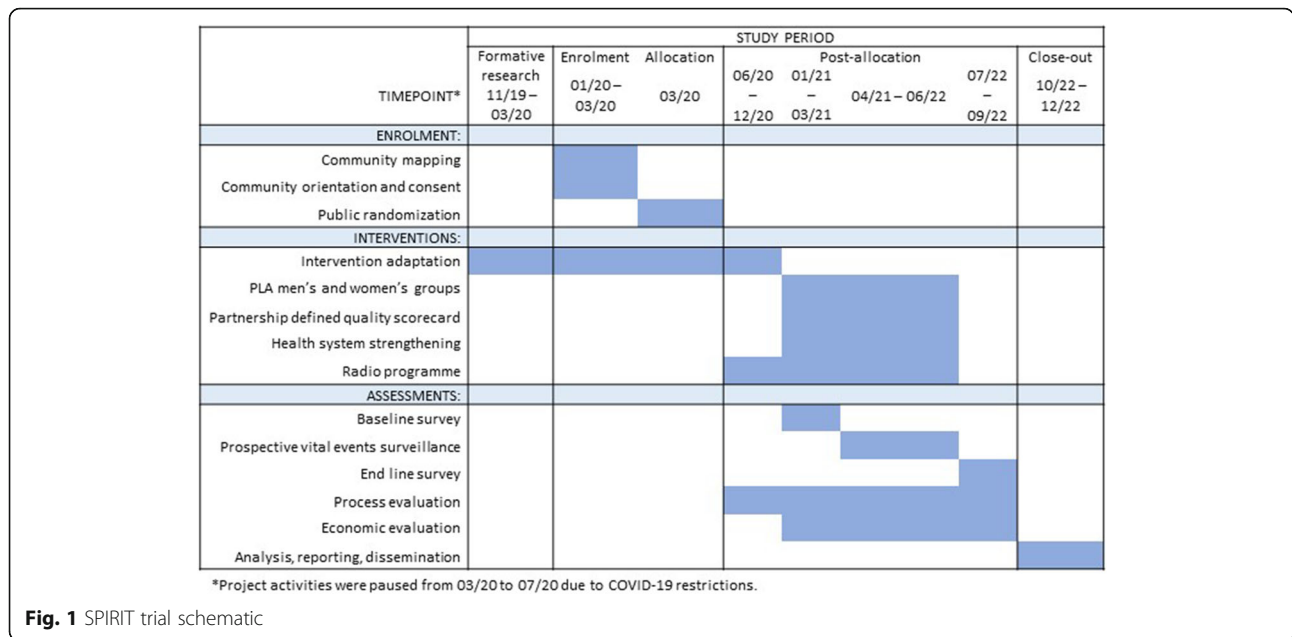 STUDY PERIOD
TIMEPOINT*
Formative research 11/19 – 03/20
Enrolment 01/20 – 03/20
Allocation 03/20
Post-allocation
06/20 – 12/20
01/21 – 03/21
04/21 – 06/22
07/22 – 09/22
Close-out 10/22 – 12/22
ENROLMENT:
Community mapping
Community orientation and consent
Public randomization
INTERVENTIONS:
Intervention adaptation
PLA men's and women's groups
Partnership defined quality scorecard
Health system strengthening
Radio programme
ASSESSMENTS:
Baseline survey
Prospective vital events surveillance
End line survey
Process evaluation
Economic evaluation
Analysis, reporting, dissemination
*Project activities were paused from 03/20 to 07/20 due to COVID-19 restrictions.
Fig. 1 SPIRIT trial schematic